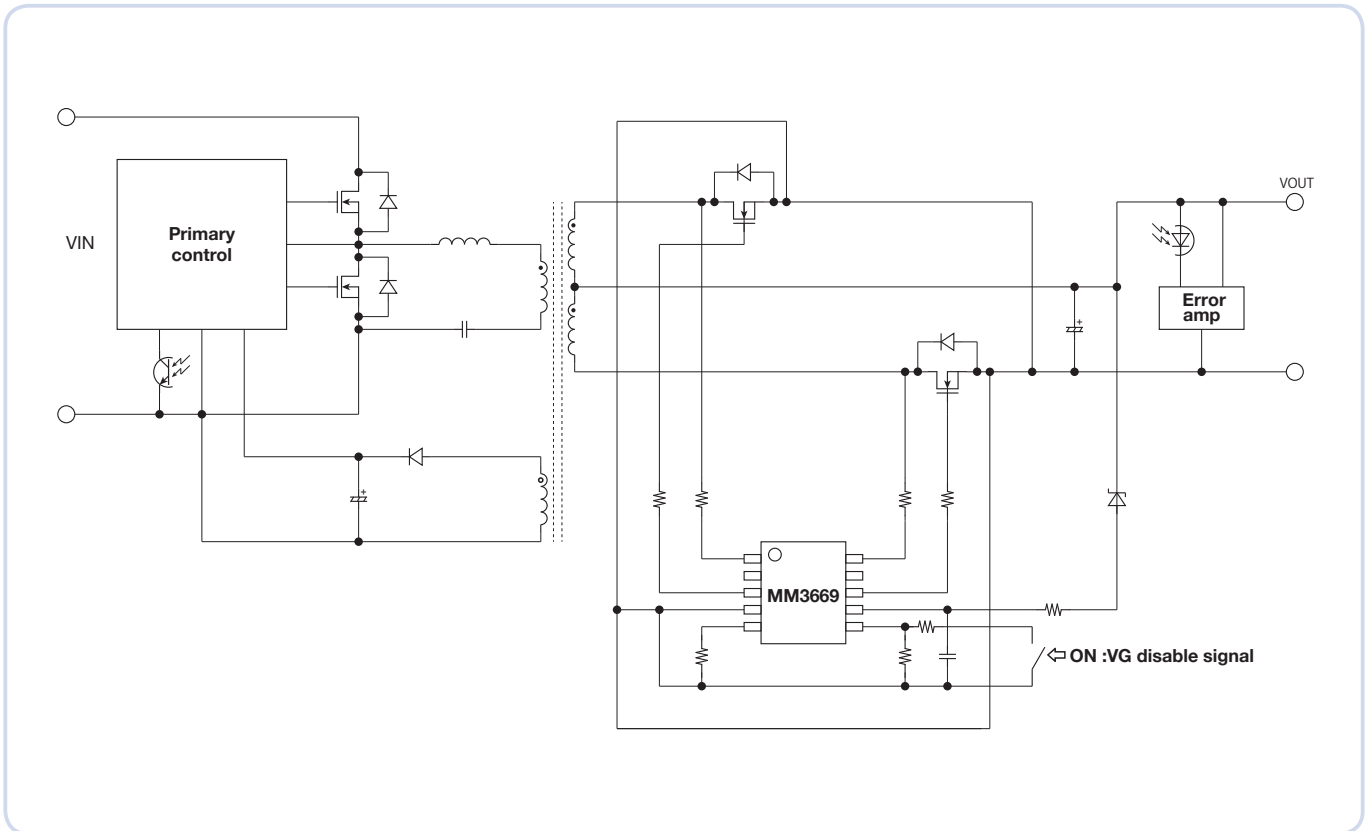 VIN
Primary
control
VOUT
Error
amp
MM3669
ON :VG disable signal